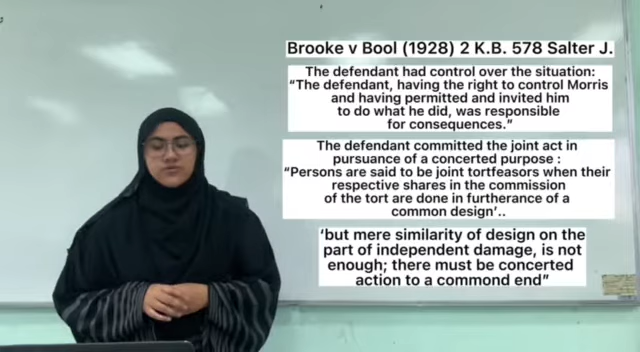 Brooke v Bool (1928) 2 K.B. 578 Salter J.
The defendant had control over the situation:
“The defendant, having the right to control Morris
and having permitted and invited him
to do what he did, was responsible
for consequences.”
The defendant committed the joint act in
pursuance of a concerted purpose :
“Persons are said to be joint tortfeasors when their
respective shares in the commission
of the tort are done in furtherance of a
common design’..
‘but mere similarity of design on the
part of independent damage, is not
enough; there must be concerted
action to a commond end”